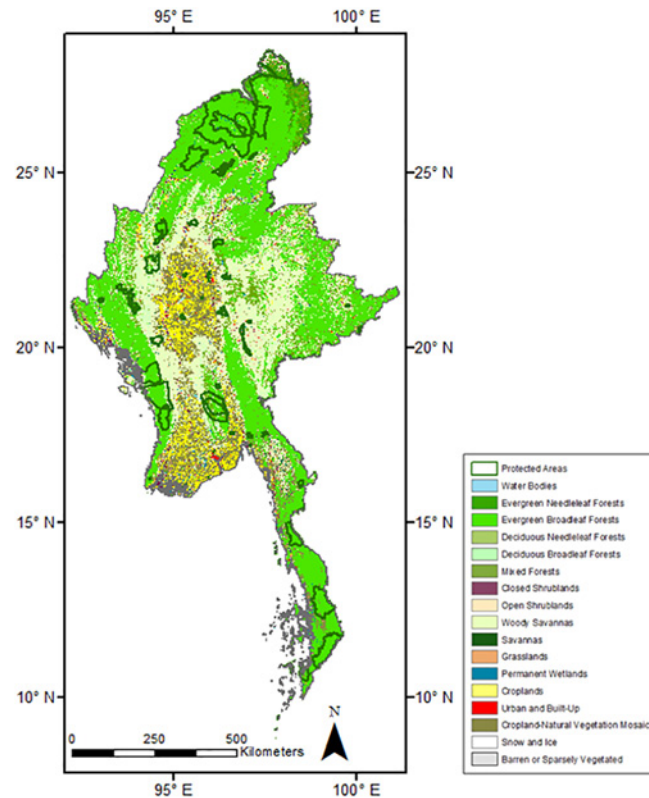 95° E 100° E
25° N 25° N
20° N 20° N
15° N 15° N
10° N 10° N
N
0 250 500 Kilometers
95° E 100° E
Protected Areas
Water Bodies
Evergreen Needleleaf Forests
Evergreen Broadleaf Forests
Deciduous Needleleaf Forests
Deciduous Broadleaf Forests
Mixed Forests
Closed Shrublands
Open Shrublands
Woody Savannas
Savannas
Grasslands
Permanent Wetlands
Croplands
Urban and Built-Up
Cropland-Natural Vegetation Mosaic
Snow and Ice
Barren or Sparsely Vegetated